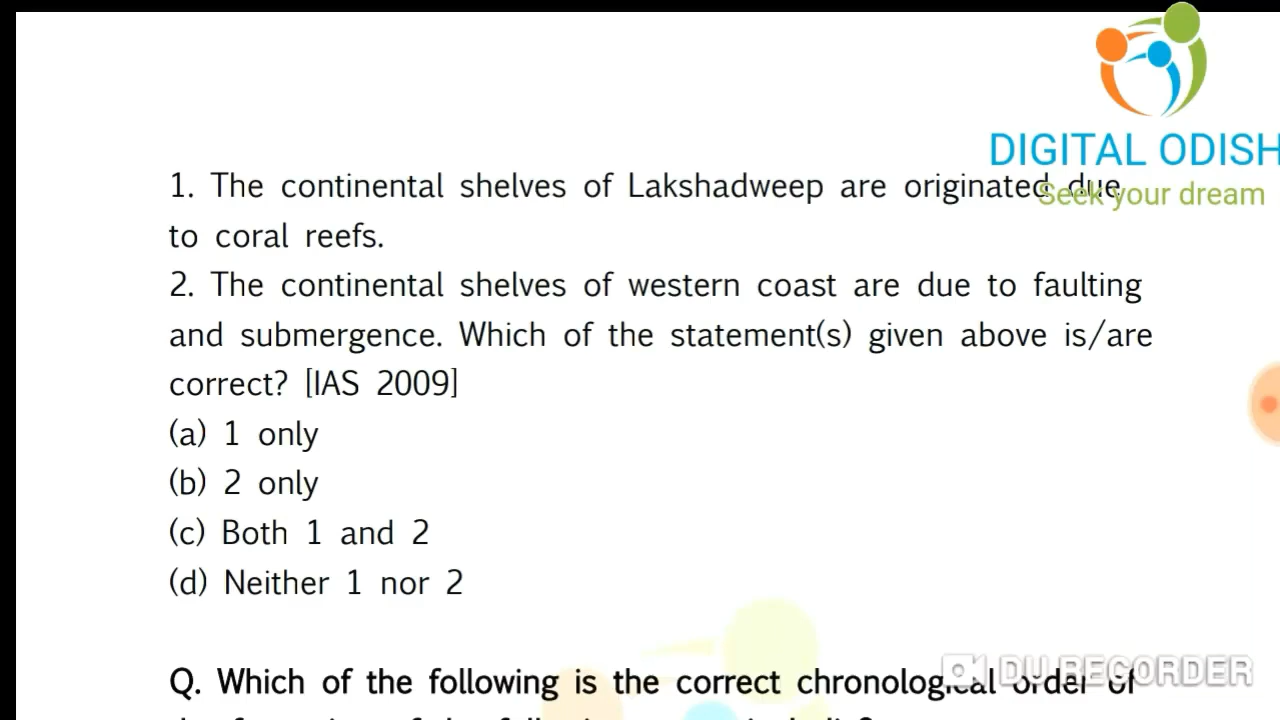 DIGITAL ODISH
Seek your dream
1. The continental shelves of Lakshadweep are originated due
to coral reefs.
2. The continental shelves of western coast are due to faulting
and submergence. Which of the statement(s) given above is/are
correct? [IAS 2009]
(a) 1 only
(b) 2 only
(c) Both 1 and 2
(d) Neither 1 nor 2
Q. Which of the following is the correct chronological order of
DU RECORDER